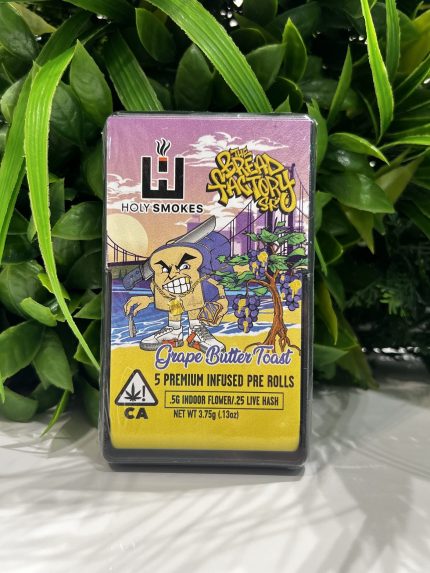 HOLY SMOKES
THE
BREAD
FACTORY
SF
Grape Butter Toast
5 PREMIUM INFUSED PRE ROLLS
.5G INDOOR FLOWER/.25 LIVE HASH
NET WT 3.75g (.13oz)
!
CA